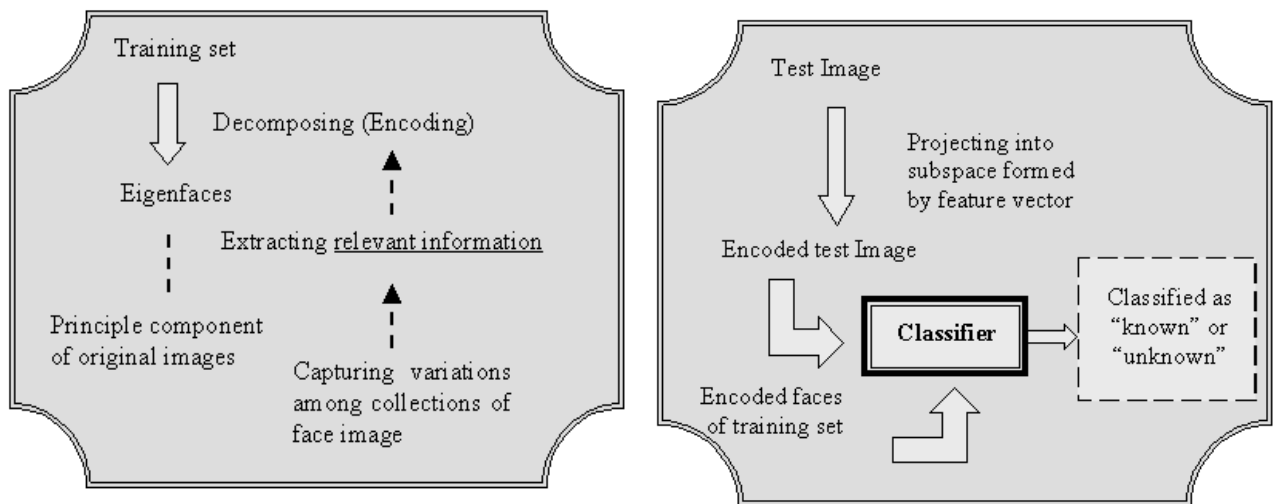 Training set
Decomposing (Encoding)
Eigenfaces
Extracting relevant information
Principle component
of original images
Capturing variations
among collections of
face image
Test Image
Projecting into
subspace formed
by feature vector
Encoded test Image
Classifier
Classified as
“known” or
“unknown”
Encoded faces
of training set